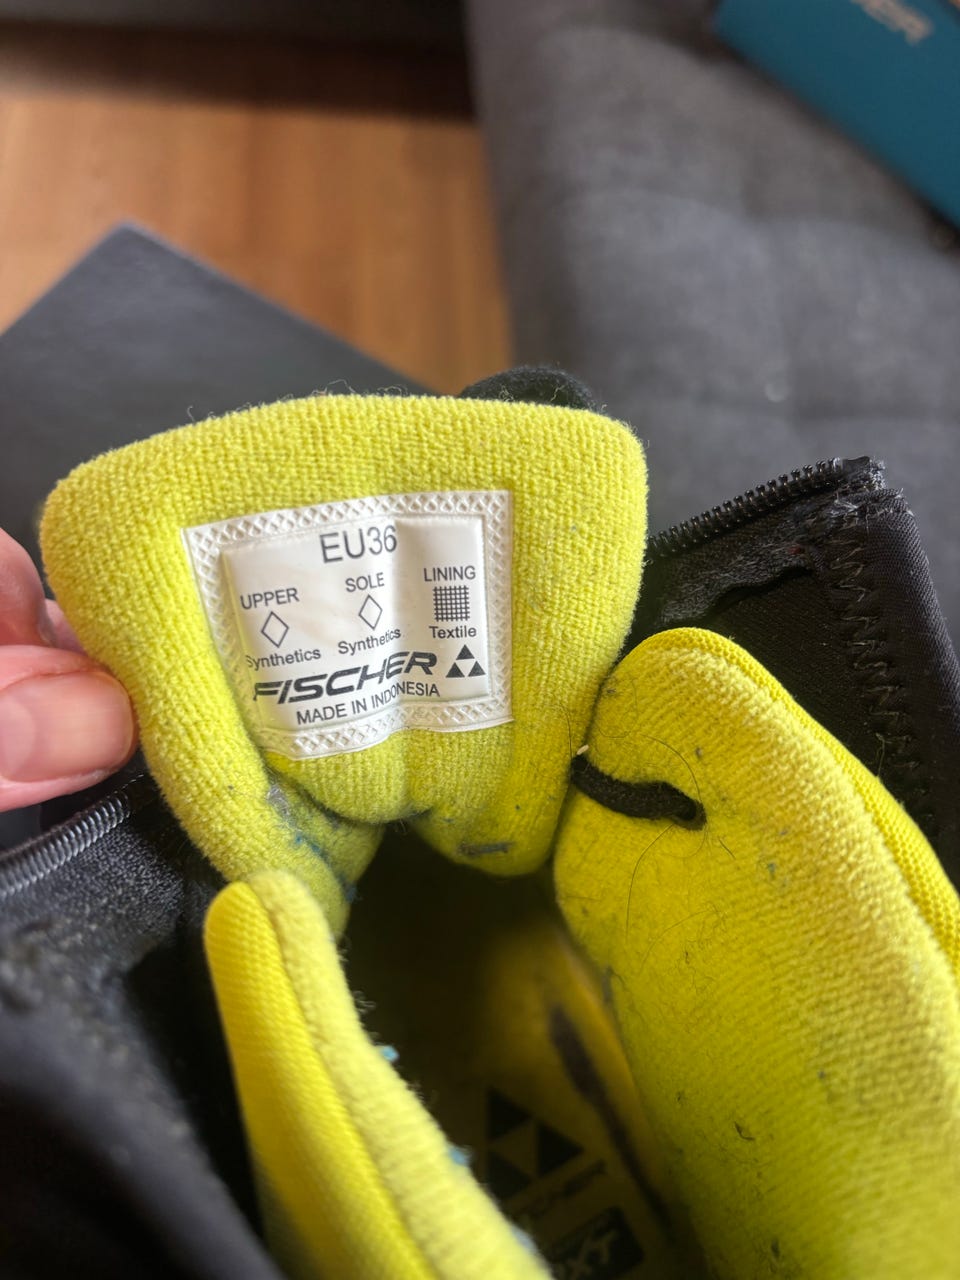 EU36
UPPER
SOLE
LINING
Synthetics
Synthetics
Textile
FISCHER
MADE IN INDONESIA